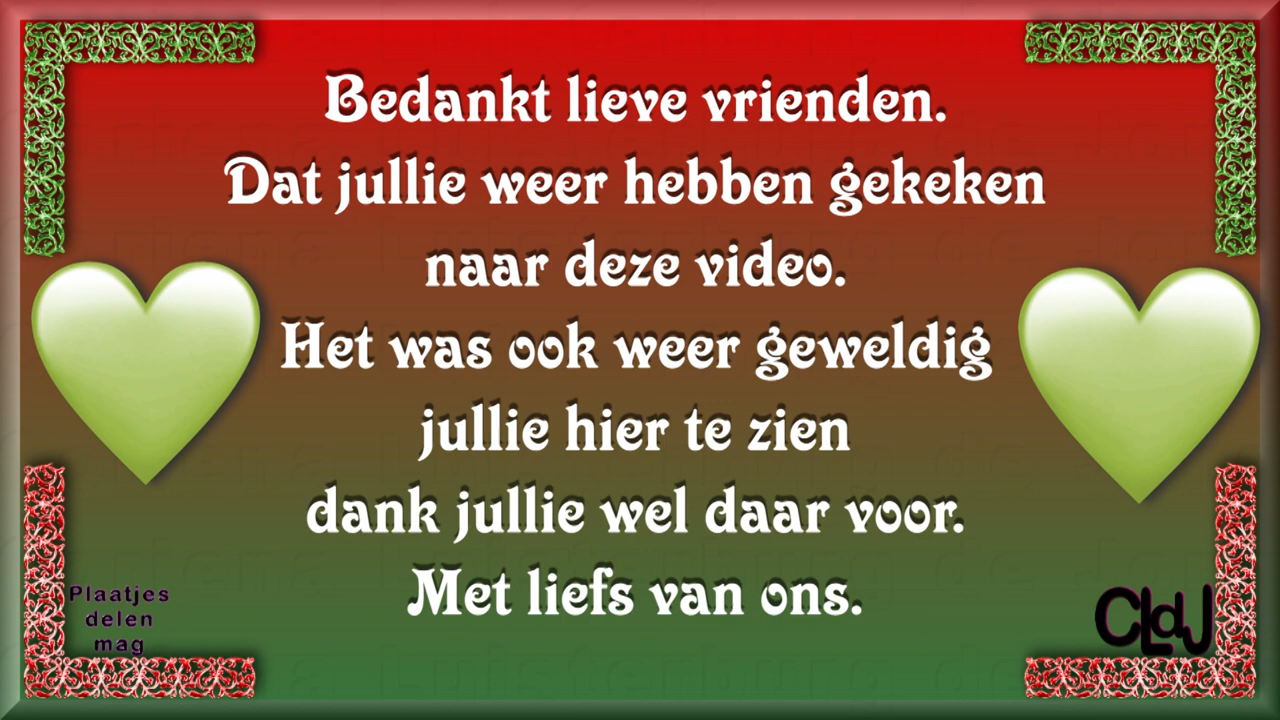 Bedankt lieve vrienden.
Dat jullie weer hebben gekeken
naar deze video.
Het was ook weer geweldig
jullie hier te zien
dank jullie wel daar voor.
Met liefs van ons.
Plaatjes
delen
mag
CLdJ